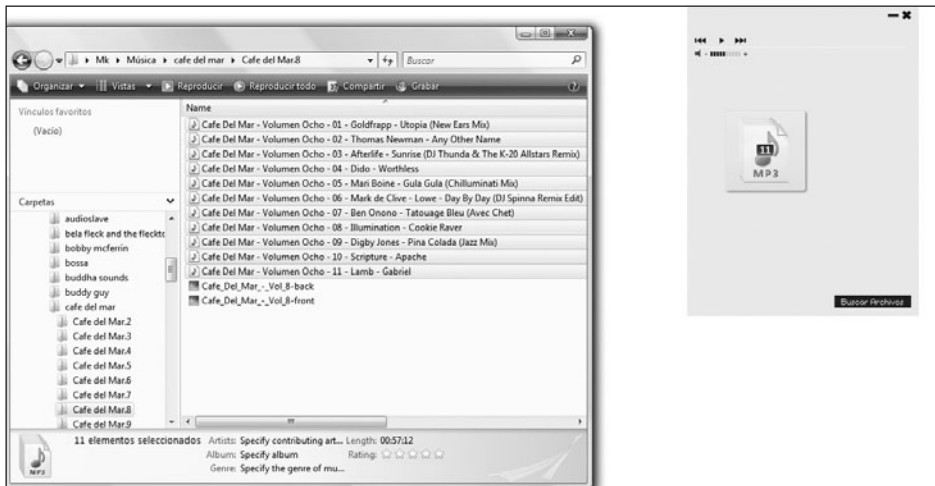 Mk ▸ Música ▸ cafe del mar ▸ Cafe Del Mar.8
Buscar
Organizar
Vistas
Reproducir
Reproducir todo
Compartir
Grabar
Vínculos favoritos
(Vacío)
Carpetas
audioslave
bela fleck and the fleckto
bobby mcferrin
bossa
buddha sounds
buddy guy
cafe del mar
Cafe del Mar.2
Cafe del Mar.3
Cafe del Mar.4
Cafe del Mar.5
Cafe del Mar.6
Cafe del Mar.7
Cafe del Mar.8
Cafe del Mar.9
Name
Cafe Del Mar - Volumen Ocho - 01 - Goldfrapp - Utopia (New Ears Mix)
Cafe Del Mar - Volumen Ocho - 02 - Thomas Newman - Any Other Name
Cafe Del Mar - Volumen Ocho - 03 - Afterlife - Sunrise (DJ Thunda & The K-20 Allstars Remix)
Cafe Del Mar - Volumen Ocho - 04 - Dido - Worthless
Cafe Del Mar - Volumen Ocho - 05 - Mari Boine - Gula Gula (Chilluminati Mix)
Cafe Del Mar - Volumen Ocho - 06 - Mark de Clive - Lowe - Day By Day (DJ Spinna Remix Edit)
Cafe Del Mar - Volumen Ocho - 07 - Ben Onono - Tatouage Bleu (Avec Chet)
Cafe Del Mar - Volumen Ocho - 08 - Illumination - Cookie Raver
Cafe Del Mar - Volumen Ocho - 09 - Digby Jones - Pina Colada (Jazz Mix)
Cafe Del Mar - Volumen Ocho - 10 - Scripture - Apache
Cafe Del Mar - Volumen Ocho - 11 - Lamb - Gabriel
Cafe_Del_Mar_-_Vol_8-back
Cafe_Del_Mar_-_Vol_8-front
11 elementos seleccionados
Artists: Specify contributing art... Length: 00:57:12
Album: Specify album Rating:
Genre: Specify the genre of mu...
MP3
11
MP3
Buscar Archivos